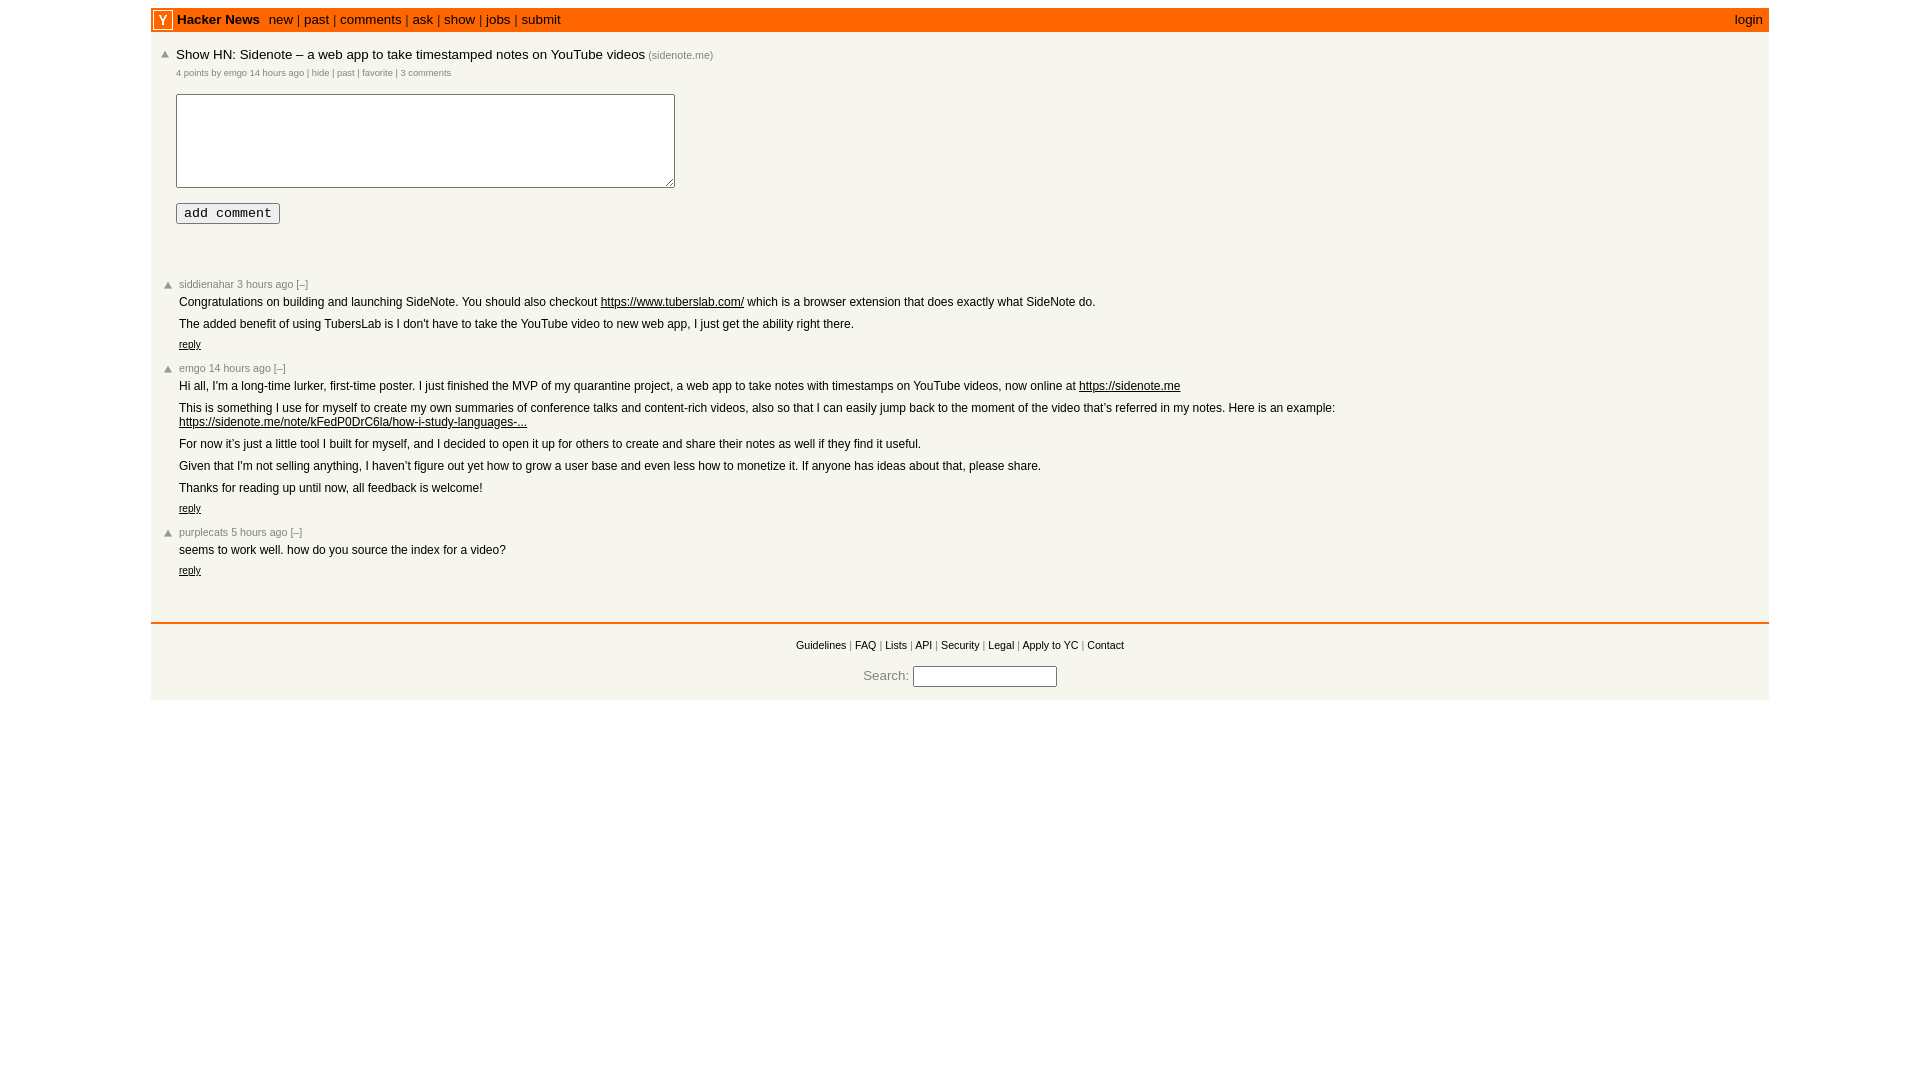 Y Hacker News new | past | comments | ask | show | jobs | submit login
Show HN: Sidenote – a web app to take timestamped notes on YouTube videos (sidenote.me)
4 points by emgo 14 hours ago | hide | past | favorite | 3 comments
add comment
siddienahar 3 hours ago [–]
Congratulations on building and launching SideNote. You should also checkout https://www.tuberslab.com/ which is a browser extension that does exactly what SideNote do.
The added benefit of using TubersLab is I don't have to take the YouTube video to new web app, I just get the ability right there.
reply
emgo 14 hours ago [–]
Hi all, I'm a long-time lurker, first-time poster. I just finished the MVP of my quarantine project, a web app to take notes with timestamps on YouTube videos, now online at https://sidenote.me
This is something I use for myself to create my own summaries of conference talks and content-rich videos, also so that I can easily jump back to the moment of the video that’s referred in my notes. Here is an example:
https://sidenote.me/note/kFedP0DrC6la/how-i-study-languages-...
For now it’s just a little tool I built for myself, and I decided to open it up for others to create and share their notes as well if they find it useful.
Given that I'm not selling anything, I haven’t figure out yet how to grow a user base and even less how to monetize it. If anyone has ideas about that, please share.
Thanks for reading up until now, all feedback is welcome!
reply
purplecats 5 hours ago [–]
seems to work well. how do you source the index for a video?
reply
Guidelines | FAQ | Lists | API | Security | Legal | Apply to YC | Contact
Search: